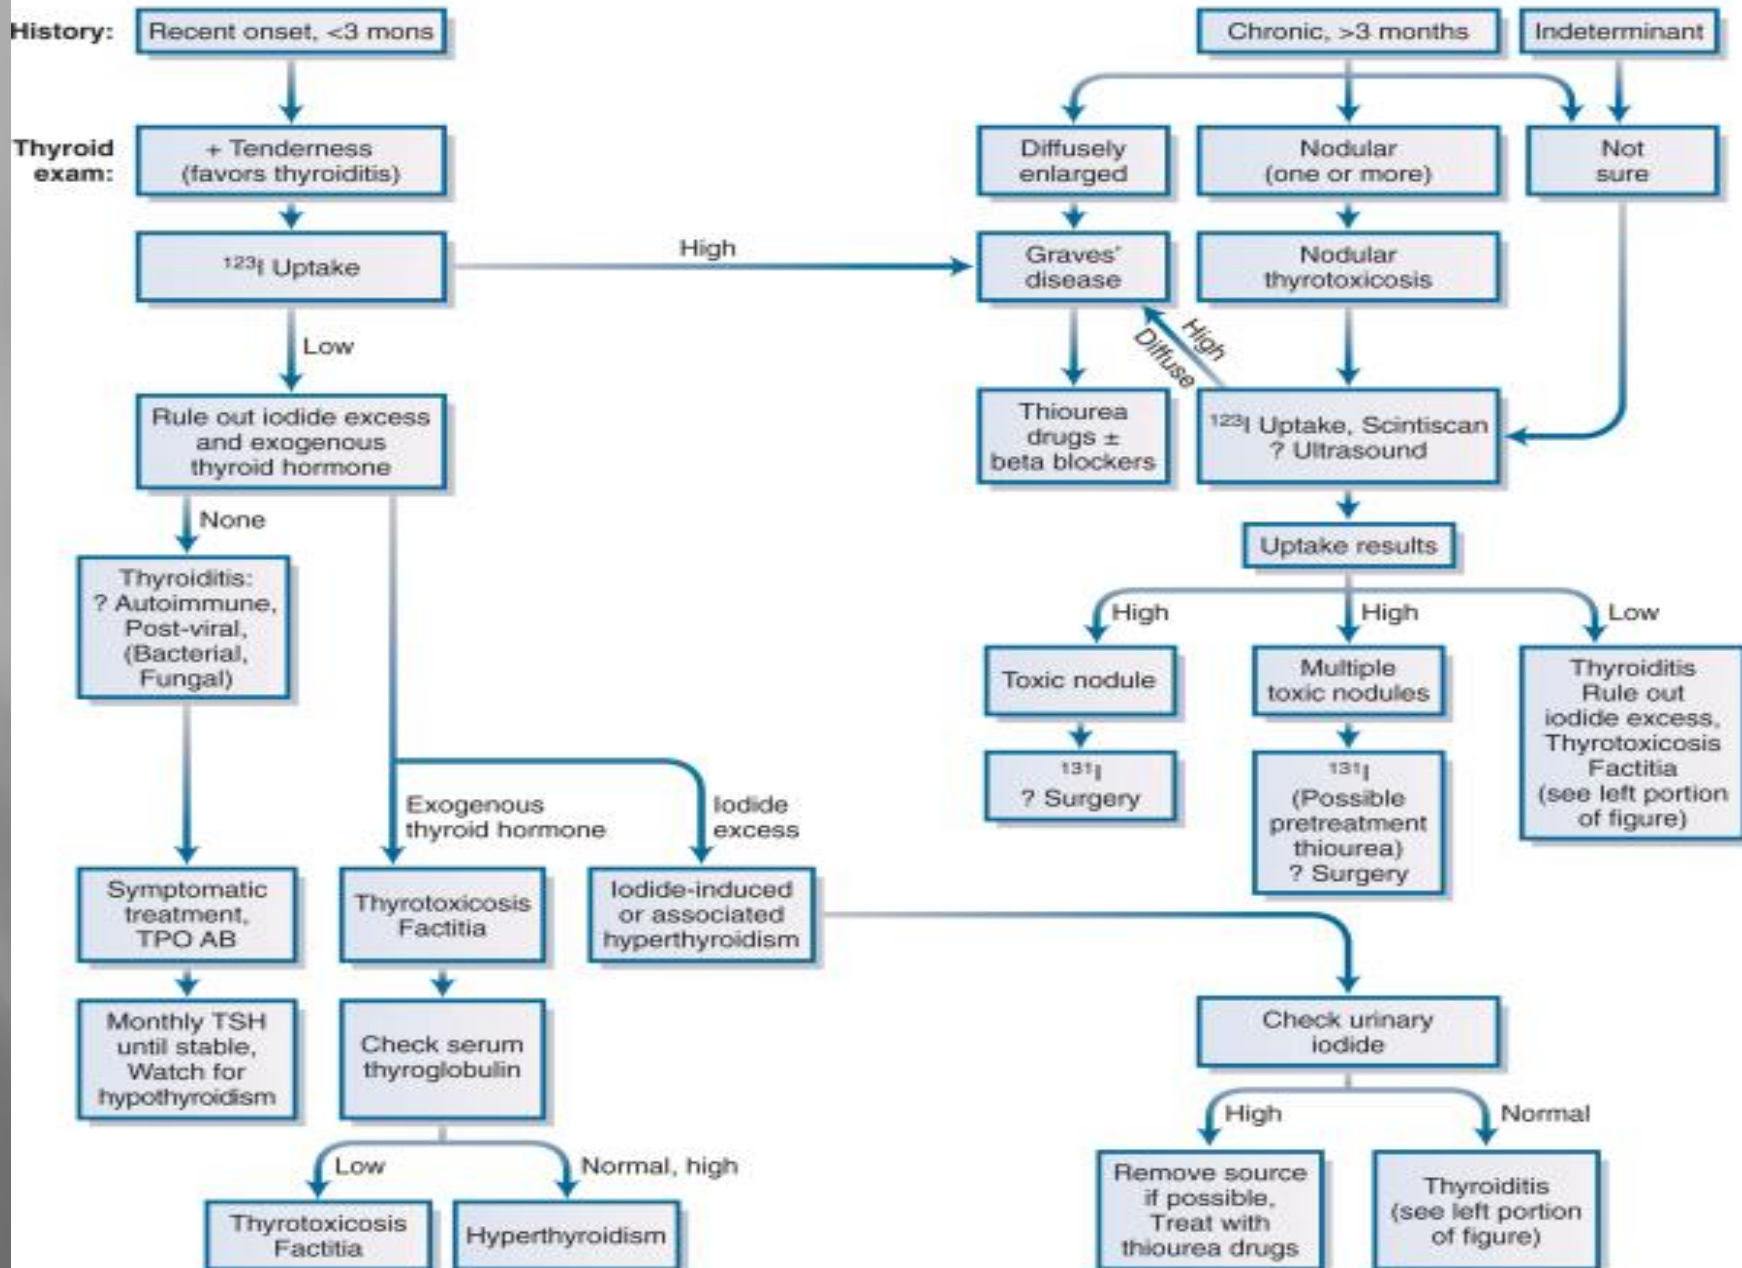 History:
Recent onset, <3 mons
Chronic, >3 months
Indeterminant
Thyroid
exam:
+ Tenderness
(favors thyroiditis)
Diffusely
enlarged
Nodular
(one or more)
Not
sure
¹²³I Uptake
High
Graves'
disease
Nodular
thyrotoxicosis
Low
High
Diffuse
Rule out iodide excess
and exogenous
thyroid hormone
Thiourea
drugs ±
beta blockers
¹²³I Uptake, Scintiscan
? Ultrasound
None
Uptake results
Thyroiditis:
? Autoimmune,
Post-viral,
(Bacterial,
Fungal)
High
High
Low
Toxic nodule
Multiple
toxic nodules
Thyroiditis
Rule out
iodide excess,
Thyrotoxicosis
Factitia
(see left portion
of figure)
¹³¹I
? Surgery
¹³¹I
(Possible
pretreatment
thiourea)
? Surgery
Exogenous
thyroid hormone
Iodide
excess
Symptomatic
treatment,
TPO AB
Thyrotoxicosis
Factitia
Iodide-induced
or associated
hyperthyroidism
Monthly TSH
until stable,
Watch for
hypothyroidism
Check serum
thyroglobulin
Check urinary
iodide
Low
Normal, high
High
Normal
Thyrotoxicosis
Factitia
Hyperthyroidism
Remove source
if possible,
Treat with
thiourea drugs
Thyroiditis
(see left portion
of figure)